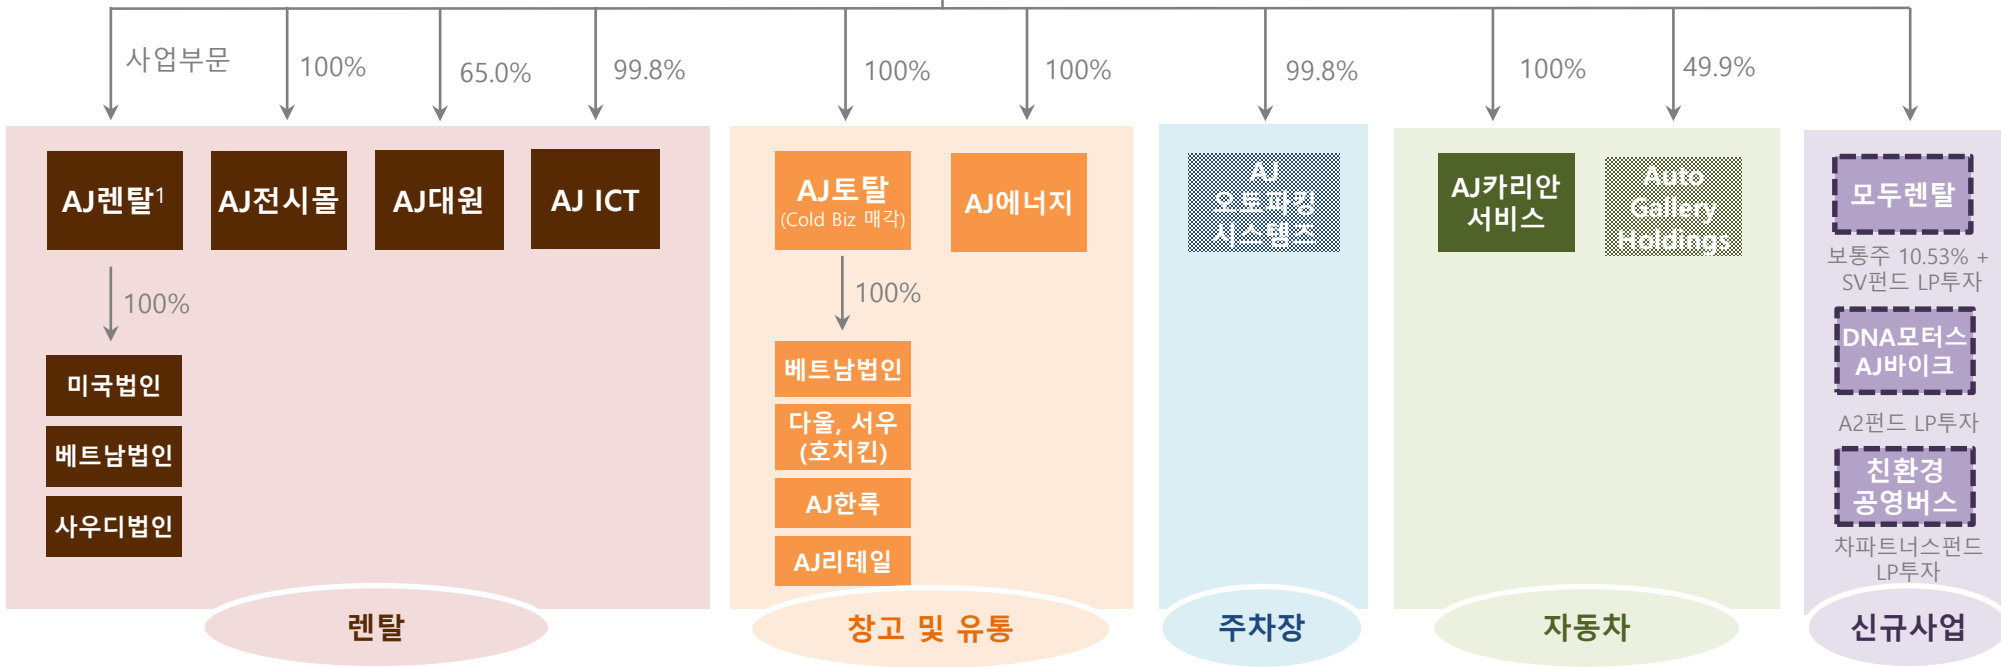 사업부문
100%
65.0%
99.8%
100%
100%
99.8%
100%
49.9%
AJ렌탈1
AJ전시몰
AJ대원
AJ ICT
100%
미국법인
베트남법인
사우디법인
렌탈
AJ토탈
(Cold Biz 매각)
AJ에너지
100%
베트남법인
다울, 서우
(호치킨)
AJ한록
AJ리테일
창고 및 유통
AJ
오토파킹
시스템즈
주차장
AJ카리안
서비스
Auto
Gallery
Holdings
자동차
모두렌탈
보통주 10.53% +
SV펀드 LP투자
DNA모터스
AJ바이크
A2펀드 LP투자
친환경
공영버스
차파트너스펀드
LP투자
신규사업